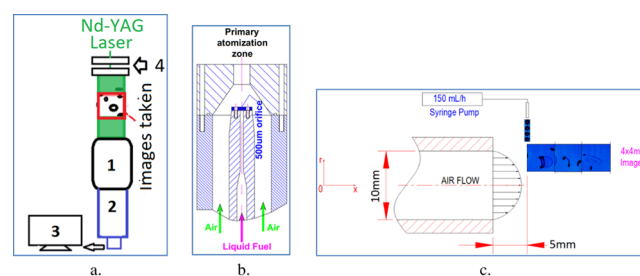 Nd-YAG
Laser
4
Images taken
1
2
3
a.
Primary
atomization
zone
500um orifice
Air
Air
Liquid Fuel
b.
150 mL/h
Syringe Pump
r
0
x
10mm
AIR FLOW
4x4m
Image
5mm
c.